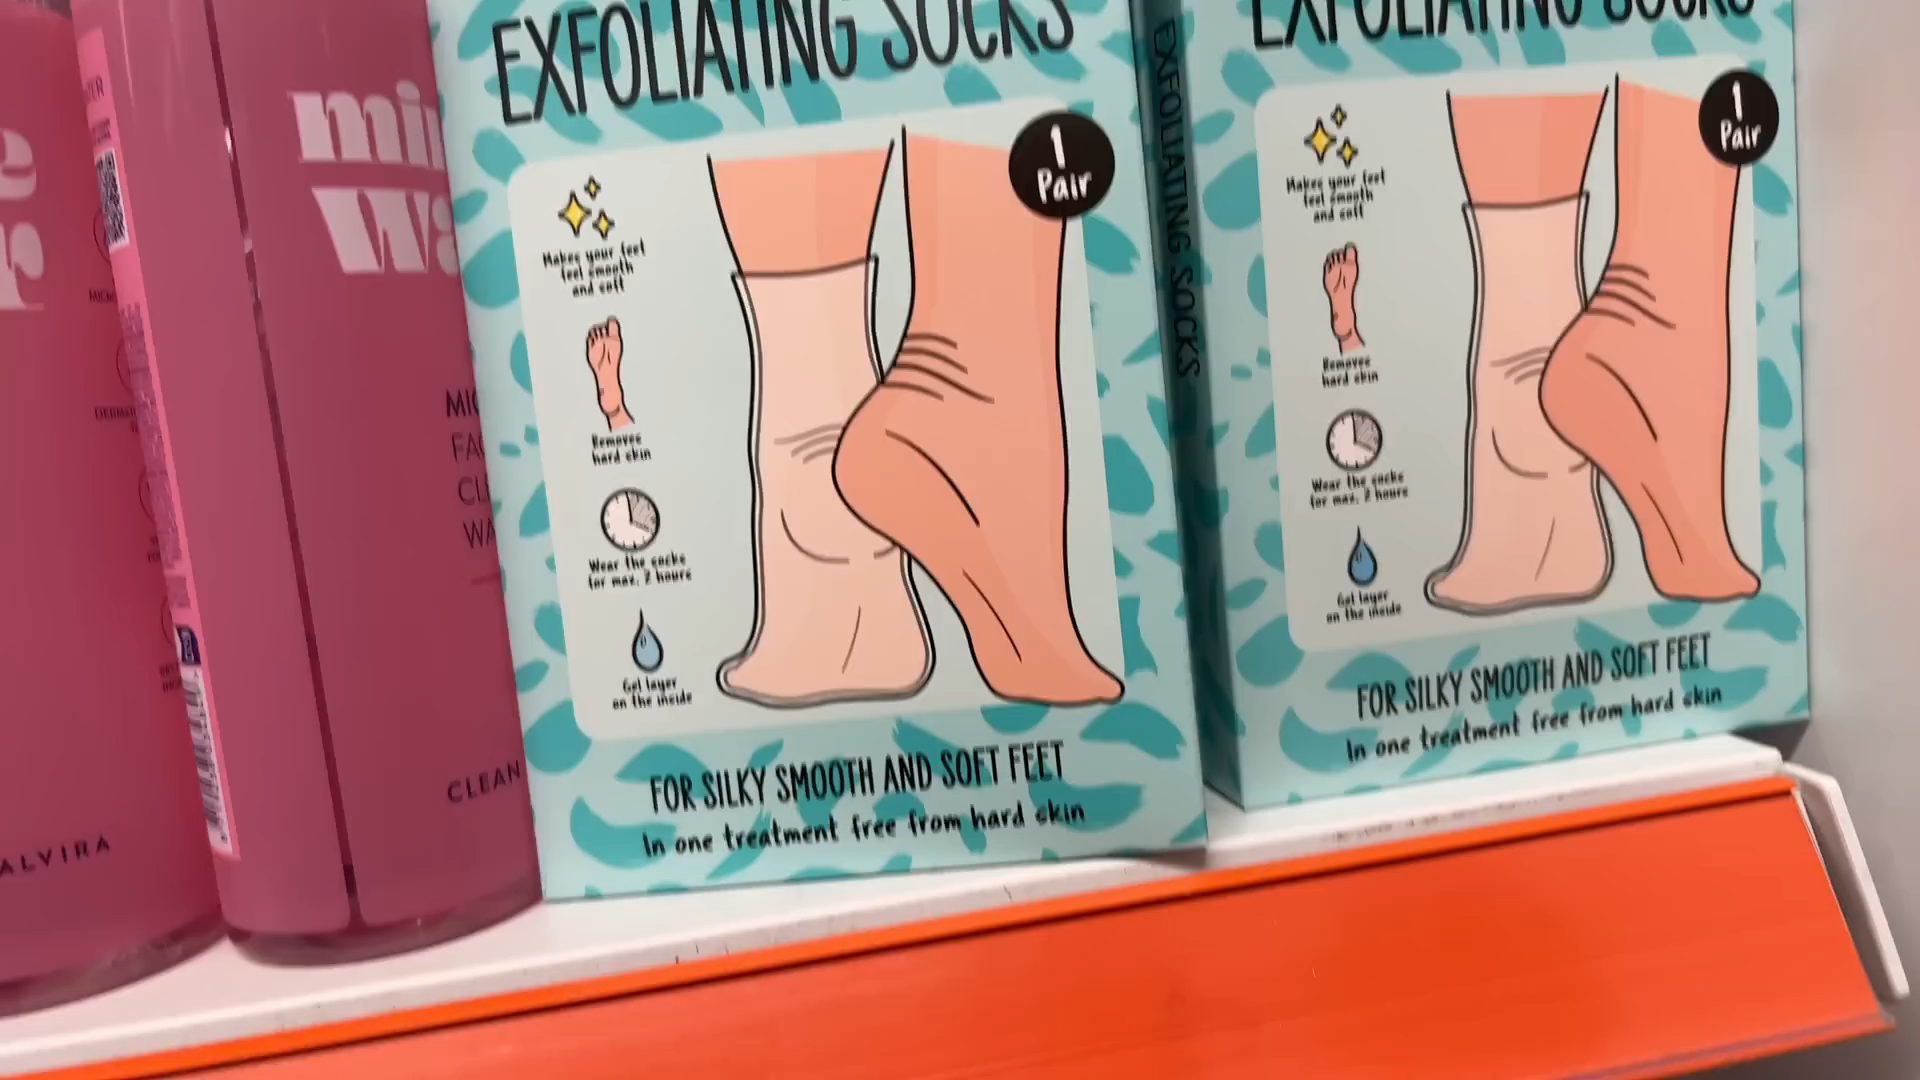 EXFOLIATING SOCKS
1
Pair
Makes your feet
feel smooth
and soft
Removes
hard skin
Wear the socks
for max. 2 hours
Gel layer
on the inside
FOR SILKY SMOOTH AND SOFT FEET
In one treatment free from hard skin
EXFOLIATING SOCKS
EXFOLIATING SOCKS
1
Pair
Makes your feet
feel smooth
and soft
Removes
hard skin
Wear the socks
for max. 2 hours
Gel layer
on the inside
FOR SILKY SMOOTH AND SOFT FEET
In one treatment free from hard skin
CLEAN
ALVIRA